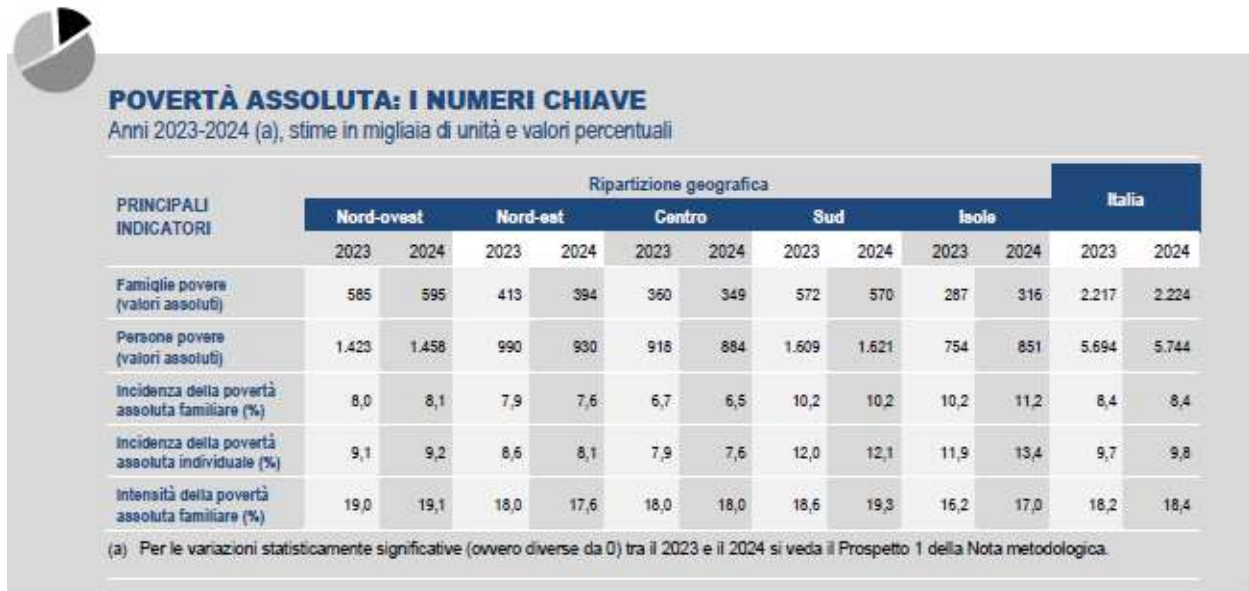 POVERTÀ ASSOLUTA: I NUMERI CHIAVE
Anni 2023-2024 (a), stime in migliaia di unità e valori percentuali
PRINCIPALI INDICATORI
Ripartizione geografica
Italia
Nord-ovest Nord-est Centro Sud Isole
2023 2024 2023 2024 2023 2024 2023 2024 2023 2024 2023 2024
Famiglie povere
(valori assoluti)
585 595 413 394 360 349 572 570 287 316 2.217 2.224
Persone povere
(valori assoluti)
1.423 1.458 990 930 918 884 1.609 1.621 754 851 5.694 5.744
Incidenza della povertà
assoluta familiare (%)
8,0 8,1 7,9 7,6 6,7 6,5 10,2 10,2 10,2 11,2 8,4 8,4
Incidenza della povertà
assoluta individuale (%)
9,1 9,2 8,6 8,1 7,9 7,6 12,0 12,1 11,9 13,4 9,7 9,8
Intensità della povertà
assoluta familiare (%)
19,0 19,1 18,0 17,6 18,0 18,0 18,6 19,3 16,2 17,0 18,2 18,4
(a) Per le variazioni statisticamente significative (ovvero diverse da 0) tra il 2023 e il 2024 si veda il Prospetto 1 della Nota metodologica.